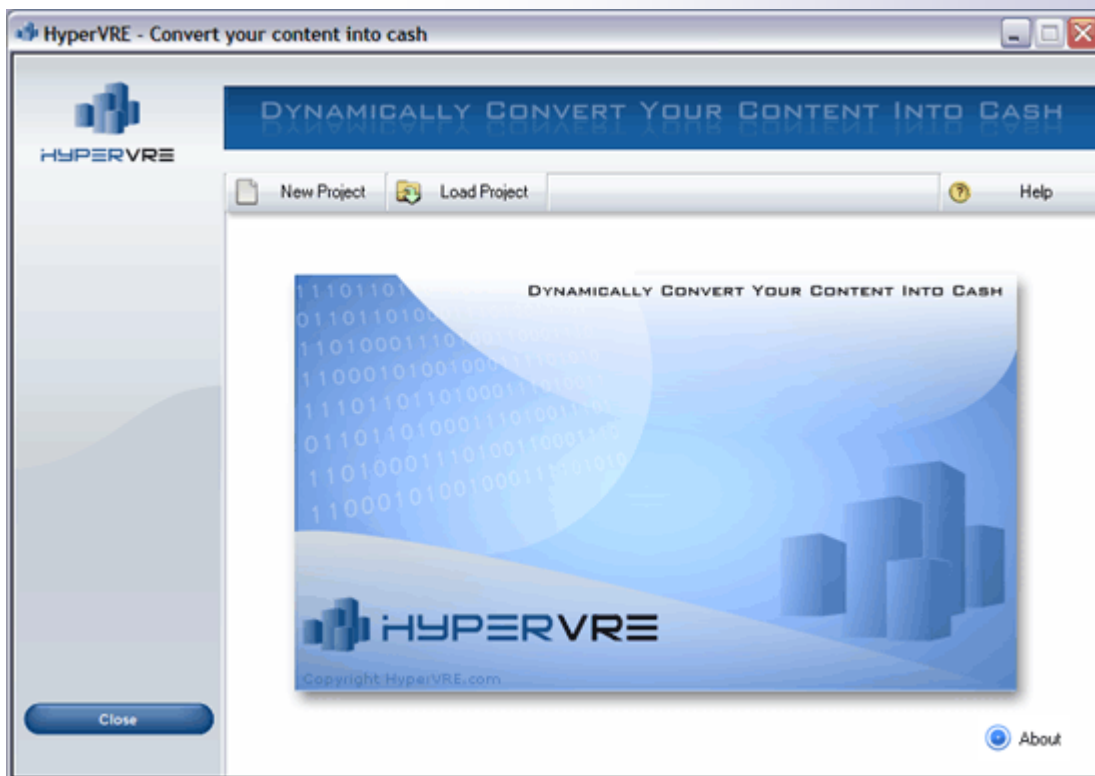 HyperVRE - Convert your content into cash
DYNAMICALLY CONVERT YOUR CONTENT INTO CASH
HYPERVRE
New Project
Load Project
Help
DYNAMICALLY CONVERT YOUR CONTENT INTO CASH
HYPERVRE
Copyright HyperVRE.com
Close
About